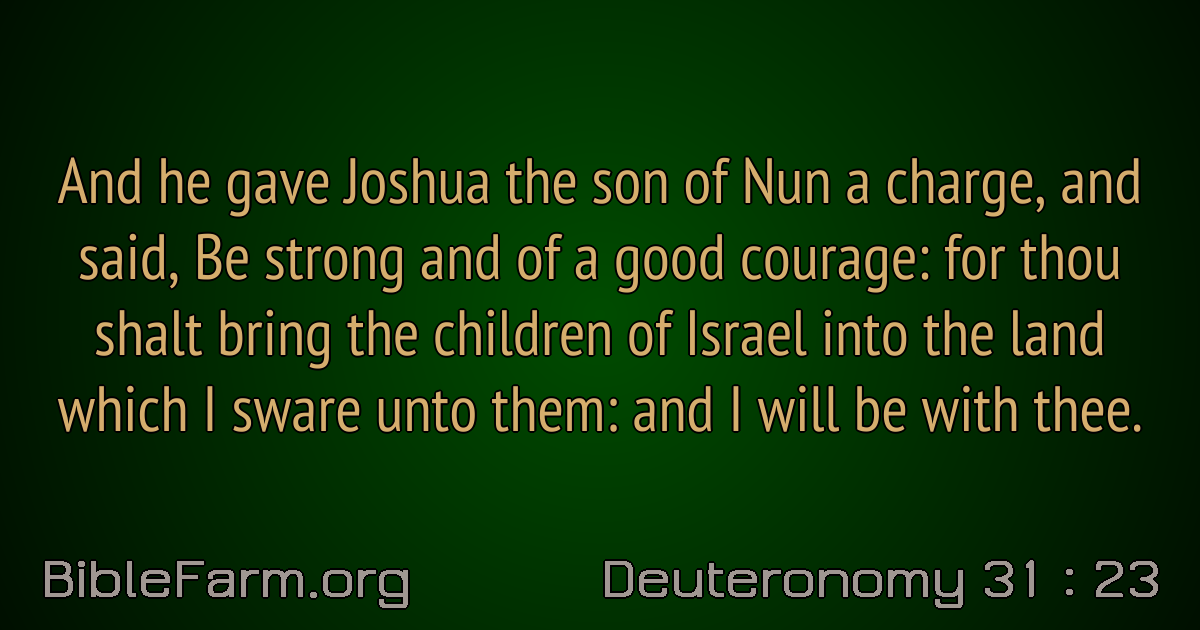 And he gave Joshua the son of Nun a charge, and
said, Be strong and of a good courage: for thou
shalt bring the children of Israel into the land
which I sware unto them: and I will be with thee.
BibleFarm.org
Deuteronomy 31 : 23